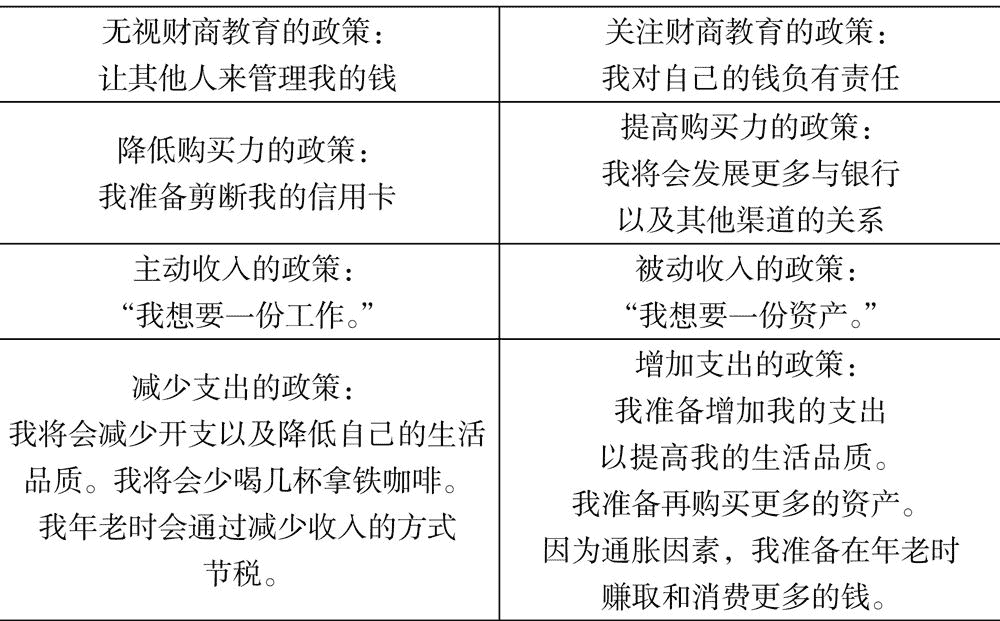 无视财商教育的政策：
让其他人来管理我的钱
关注财商教育的政策：
我对自己的钱负有责任
降低购买力的政策：
我准备剪断我的信用卡
提高购买力的政策：
我将会发展更多与银行
以及其他渠道的关系
主动收入的政策：
“我想要一份工作。”
被动收入的政策：
“我想要一份资产。”
减少支出的政策：
我将会减少开支以及降低自己的生活
品质。我将会少喝几杯拿铁咖啡。
我年老时会通过减少收入的方式
节税。
增加支出的政策：
我准备增加我的支出
以提高我的生活品质。
我准备再购买更多的资产。
因为通胀因素，我准备在年老时
赚取和消费更多的钱。